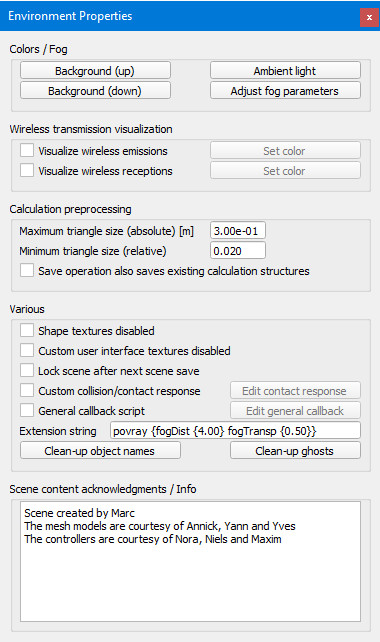 Environment Properties
x
Colors / Fog
Background (up) Ambient light
Background (down) Adjust fog parameters
Wireless transmission visualization
Visualize wireless emissions Set color
Visualize wireless receptions Set color
Calculation preprocessing
Maximum triangle size (absolute) [m] 3.00e-01
Minimum triangle size (relative) 0.020
Save operation also saves existing calculation structures
Various
Shape textures disabled
Custom user interface textures disabled
Lock scene after next scene save
Custom collision/contact response Edit contact response
General callback script Edit general callback
Extension string povray {fogDist {4.00} fogTransp {0.50}}
Clean-up object names Clean-up ghosts
Scene content acknowledgments / Info
Scene created by Marc
The mesh models are courtesy of Annick, Yann and Yves
The controllers are courtesy of Nora, Niels and Maxim